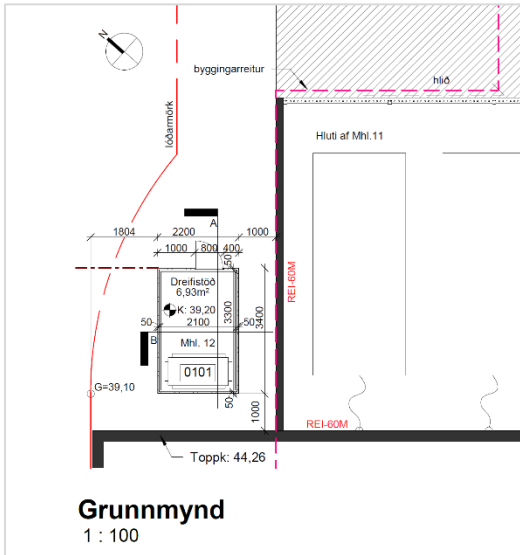 N
byggingarreitur
hlið
lóðarmörk
Hluti af Mhl.11
A
1804
2200
1000
1000
800
400
50
Dreifistöð
6,93m²
K: 39,20
3300
3400
REI-60M
50
2100
50
B
Mhl. 12
0101
G=39,10
50
1000
REI-60M
Toppk: 44,26
Grunnmynd
1 : 100